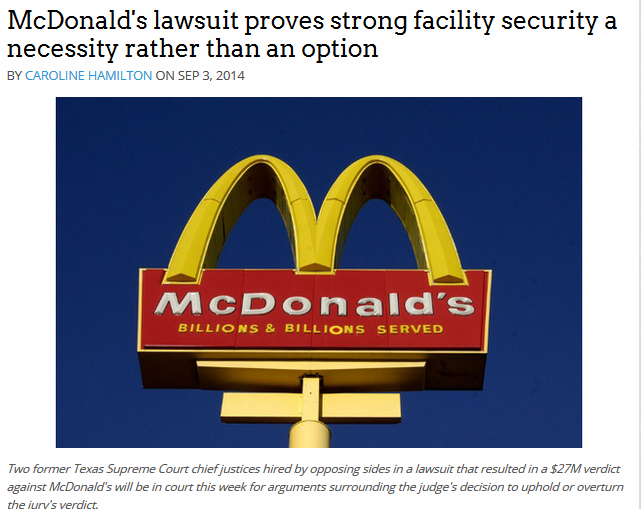 McDonald's lawsuit proves strong facility security a
necessity rather than an option
BY CAROLINE HAMILTON ON SEP 3, 2014
McDonald's
BILLIONS & BILLIONS SERVED
Two former Texas Supreme Court chief justices hired by opposing sides in a lawsuit that resulted in a $27M verdict
against McDonald's will be in court this week for arguments surrounding the judge's decision to uphold or overturn
the jury's verdict.